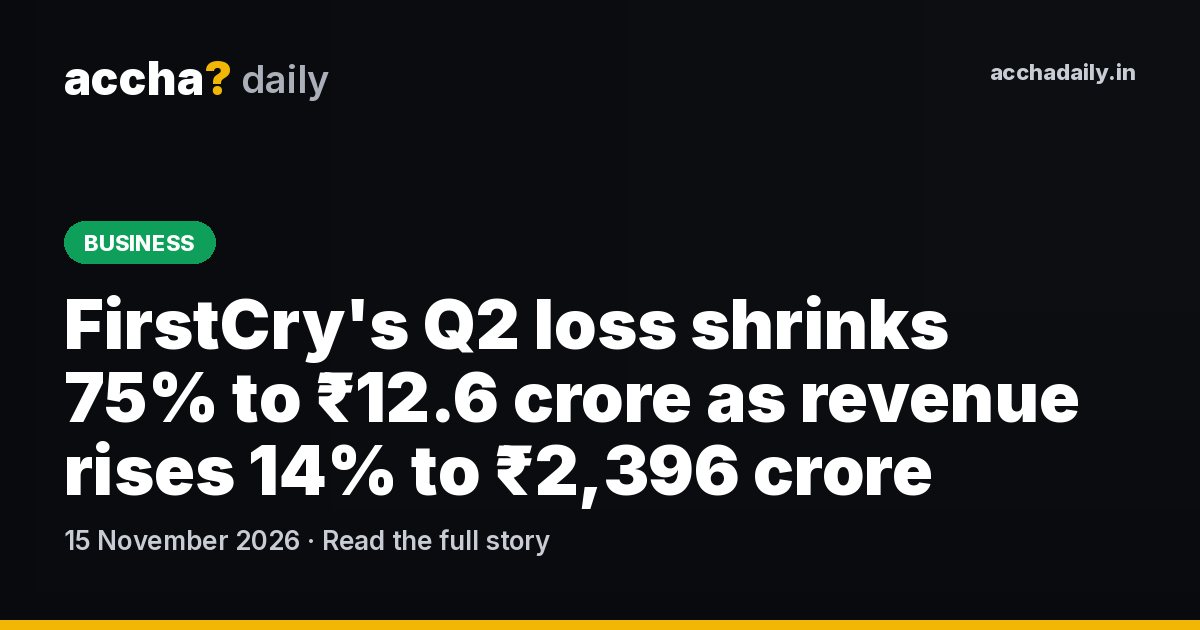 accha? daily
acchadaily.in
BUSINESS
FirstCry's Q2 loss shrinks
75% to ₹12.6 crore as revenue
rises 14% to ₹2,396 crore
15 November 2026 · Read the full story